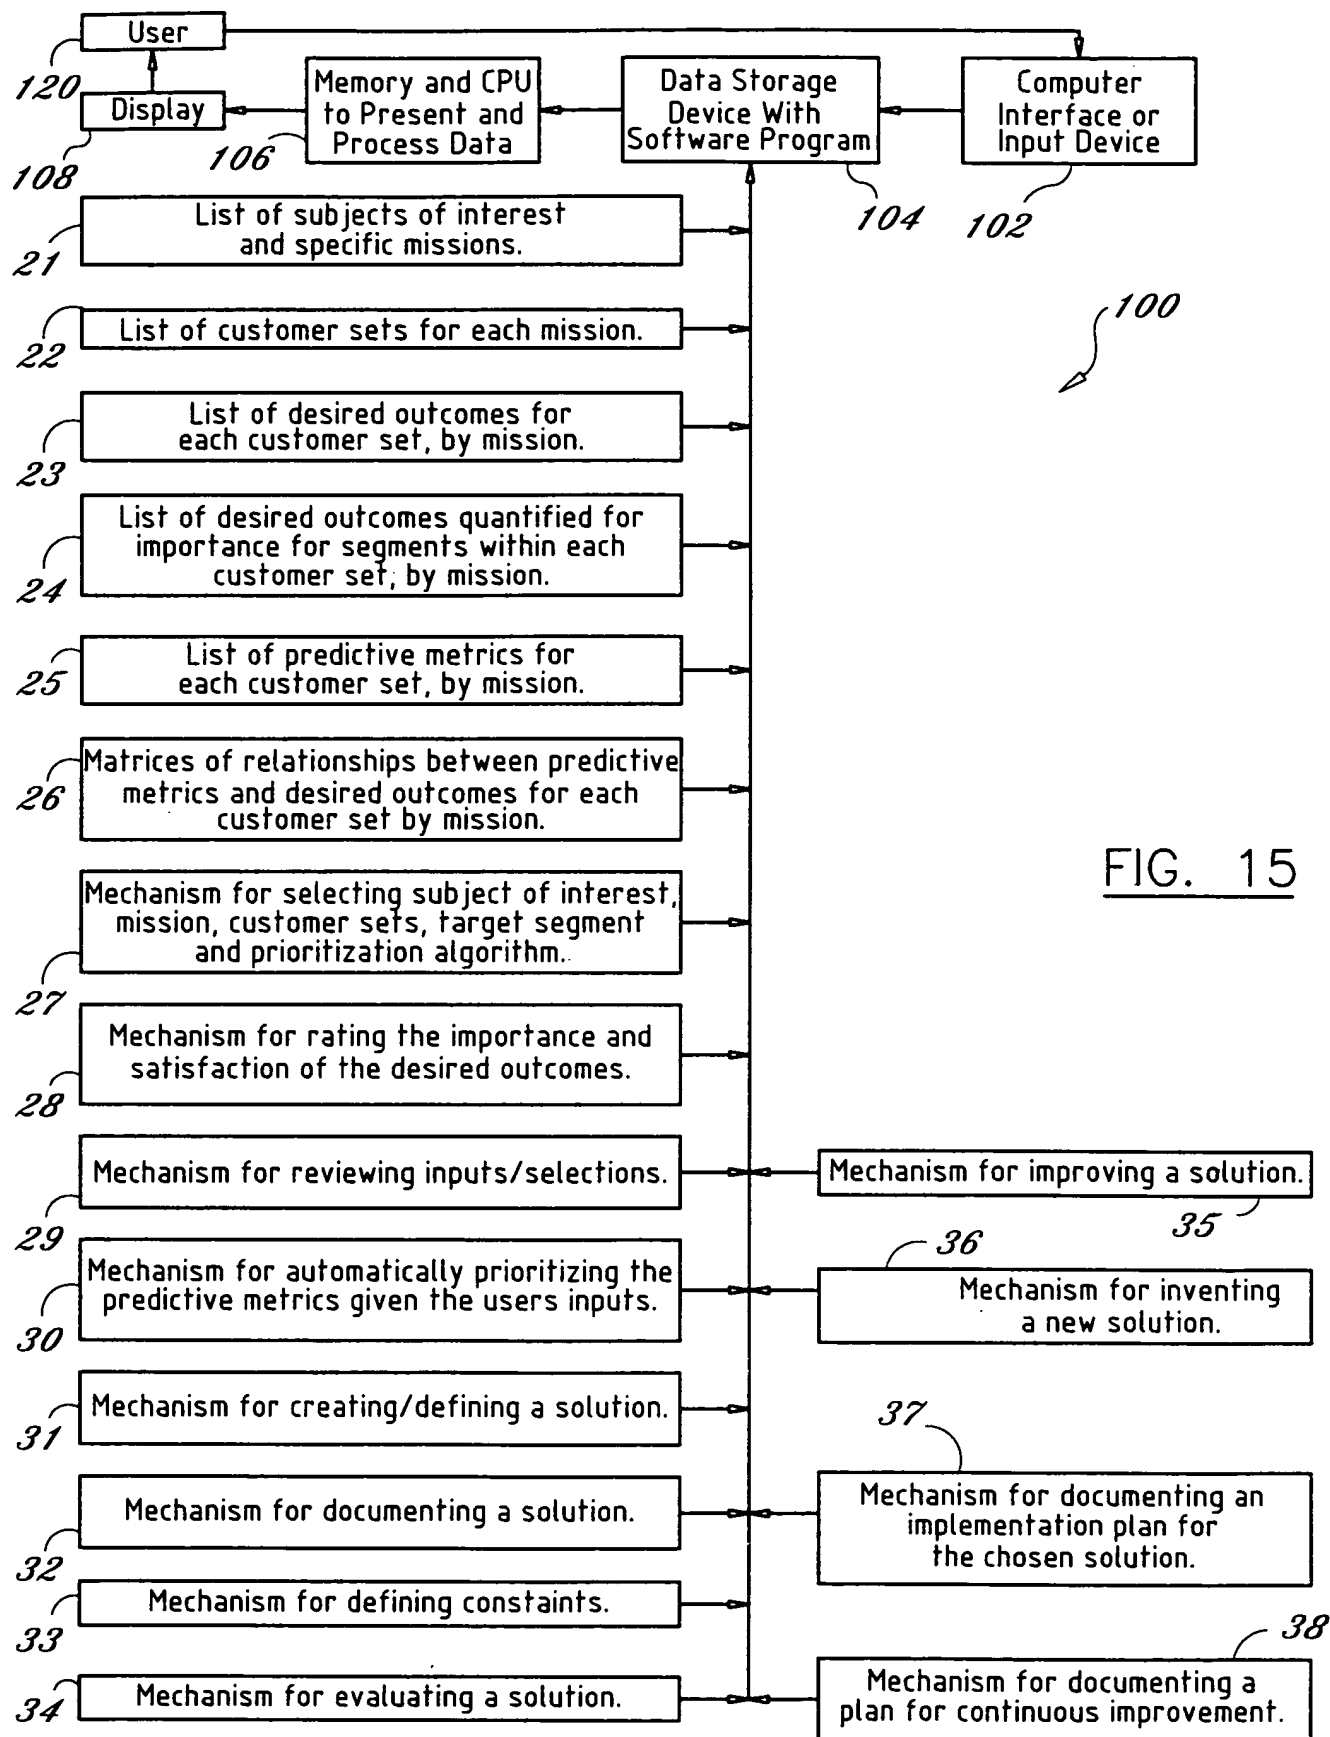 User
120
Display
108
Memory and CPU
to Present and
Process Data
106
Data Storage
Device With
Software Program
104
Computer
Interface or
Input Device
102
100
List of subjects of interest
and specific missions.
21
List of customer sets for each mission.
22
List of desired outcomes for
each customer set, by mission.
23
List of desired outcomes quantified for
importance for segments within each
customer set, by mission.
24
List of predictive metrics for
each customer set, by mission.
25
Matrices of relationships between predictive
metrics and desired outcomes for each
customer set by mission.
26
FIG. 15
Mechanism for selecting subject of interest,
mission, customer sets, target segment
and prioritization algorithm.
27
Mechanism for rating the importance and
satisfaction of the desired outcomes.
28
Mechanism for reviewing inputs/selections.
29
Mechanism for automatically prioritizing the
predictive metrics given the users inputs.
30
Mechanism for creating/defining a solution.
31
Mechanism for documenting a solution.
32
Mechanism for defining constaints.
33
Mechanism for evaluating a solution.
34
Mechanism for improving a solution.
35
36
Mechanism for inventing
a new solution.
37
Mechanism for documenting an
implementation plan for
the chosen solution.
38
Mechanism for documenting a
plan for continuous improvement.